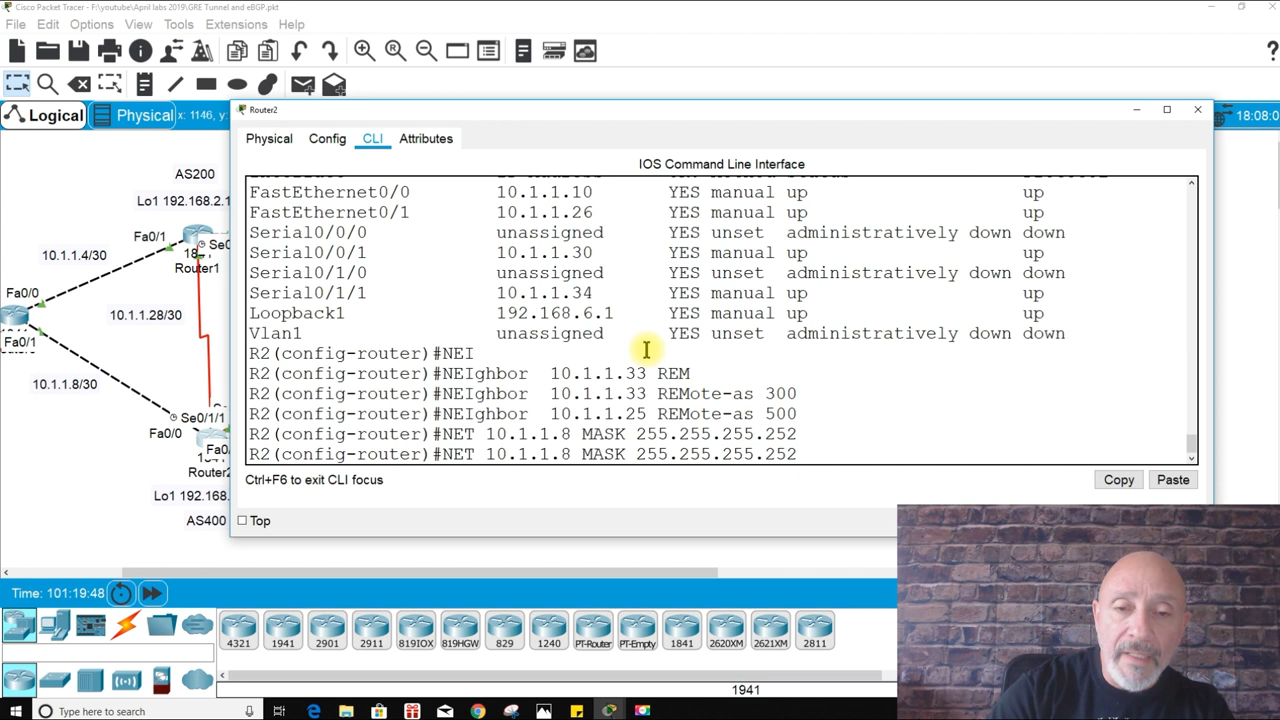 Cisco Packet Tracer - F:\youtube\April labs 2019\GRE Tunnel and eBGP.pkt
File Edit Options View Tools Extensions Help
Logical Physical x: 1146, y:
18:08:0
Router2
Physical Config CLI Attributes
IOS Command Line Interface
FastEthernet0/0 10.1.1.10 YES manual up up
FastEthernet0/1 10.1.1.26 YES manual up up
Serial0/0/0 unassigned YES unset administratively down down
Serial0/0/1 10.1.1.30 YES manual up up
Serial0/1/0 unassigned YES unset administratively down down
Serial0/1/1 10.1.1.34 YES manual up up
Loopback1 192.168.6.1 YES manual up up
Vlan1 unassigned YES unset administratively down down
R2(config-router)#NEI
R2(config-router)#NEIghbor 10.1.1.33 REM
R2(config-router)#NEIghbor 10.1.1.33 REMote-as 300
R2(config-router)#NEIghbor 10.1.1.25 REMote-as 500
R2(config-router)#NET 10.1.1.8 MASK 255.255.255.252
R2(config-router)#NET 10.1.1.8 MASK 255.255.255.252
Ctrl+F6 to exit CLI focus
Copy Paste
Top
AS200
Lo1 192.168.2.1
Fa0/1
Se0
10.1.1.4/30
Router1
Fa0/0
10.1.1.28/30
Fa0/1
10.1.1.8/30
Se0/1/1
Fa0/0
Fa0/
Router2
Lo1 192.168.
AS400
Time: 101:19:48
4321 1941 2901 2911 819IOX 819HGW 829 1240 PT-Router PT-Empty 1841 2620XM 2621XM 2811
1941
Type here to search